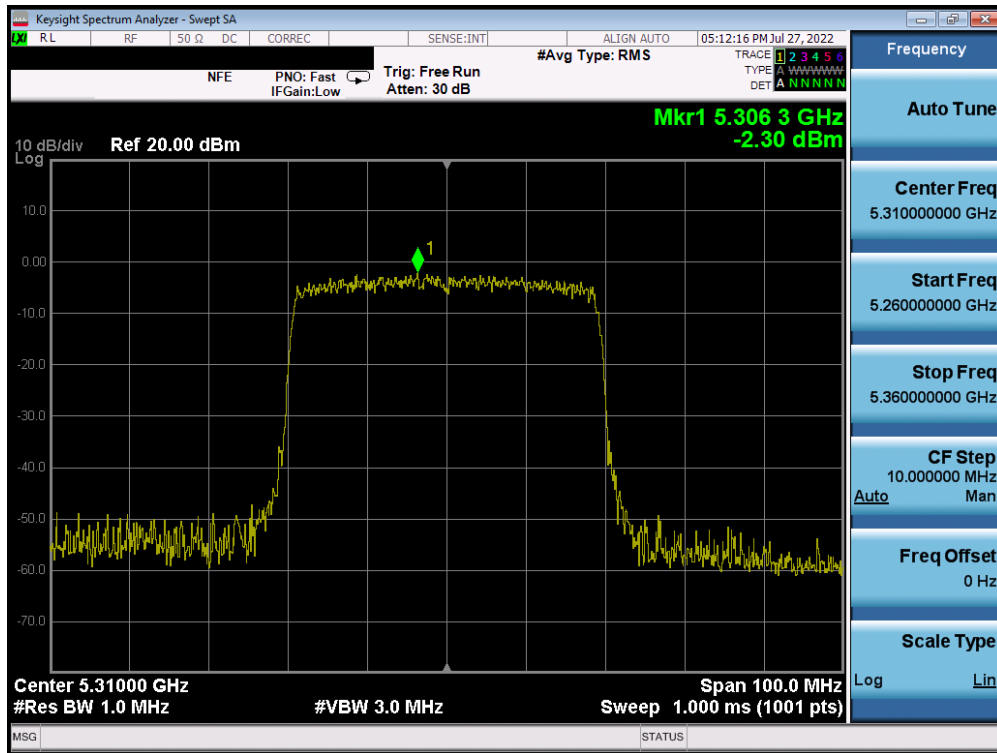 Keysight Spectrum Analyzer - Swept SA
LXI RL RF 50 Ω DC CORREC SENSE:INT ALIGN AUTO 05:12:16 PM Jul 27, 2022
Frequency
#Avg Type: RMS TRACE 1 2 3 4 5 6
NFE PNO: Fast Trig: Free Run TYPE A WWWWW
IFGain:Low Atten: 30 dB DET A N N N N N
Mkr1 5.306 3 GHz
-2.30 dBm
10 dB/div Ref 20.00 dBm
Log
1
10.0
0.00
-10.0
-20.0
-30.0
-40.0
-50.0
-60.0
-70.0
Center 5.31000 GHz Span 100.0 MHz
#Res BW 1.0 MHz #VBW 3.0 MHz Sweep 1.000 ms (1001 pts)
MSG STATUS
Auto Tune
Center Freq
5.310000000 GHz
Start Freq
5.260000000 GHz
Stop Freq
5.360000000 GHz
CF Step
10.000000 MHz
Auto Man
Freq Offset
0 Hz
Scale Type
Log Lin